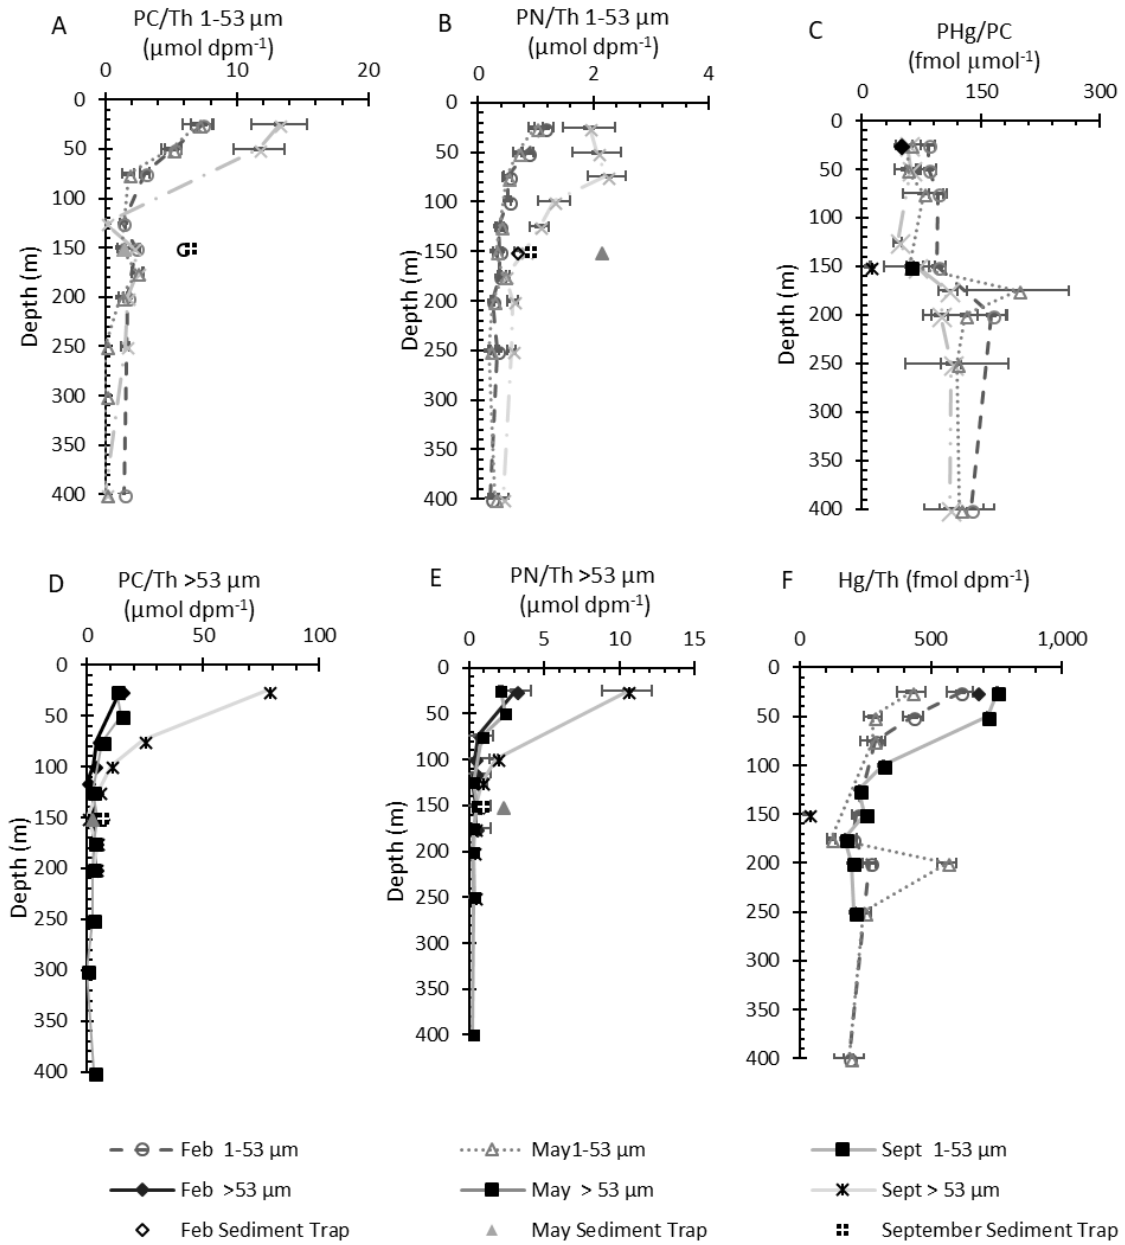 A
PC/Th 1-53 µm
(µmol dpm⁻¹)
0 10 20
0
50
100
150
200
250
300
350
400
Depth (m)
B
PN/Th 1-53 µm
(µmol dpm⁻¹)
0 2 4
0
50
100
150
200
250
300
350
400
Depth (m)
C
PHg/PC
(fmol µmol⁻¹)
0 150 300
0
50
100
150
200
250
300
350
400
Depth (m)
D
PC/Th >53 µm
(µmol dpm⁻¹)
0 50 100
0
50
100
150
200
250
300
350
400
Depth (m)
E
PN/Th >53 µm
(µmol dpm⁻¹)
0 5 10 15
0
50
100
150
200
250
300
350
400
Depth (m)
F
Hg/Th (fmol dpm⁻¹)
0 500 1,000
0
50
100
150
200
250
300
350
400
Depth (m)
Feb 1-53 µm
May1-53 µm
Sept 1-53 µm
Feb >53 µm
May > 53 µm
Sept > 53 µm
Feb Sediment Trap
May Sediment Trap
September Sediment Trap